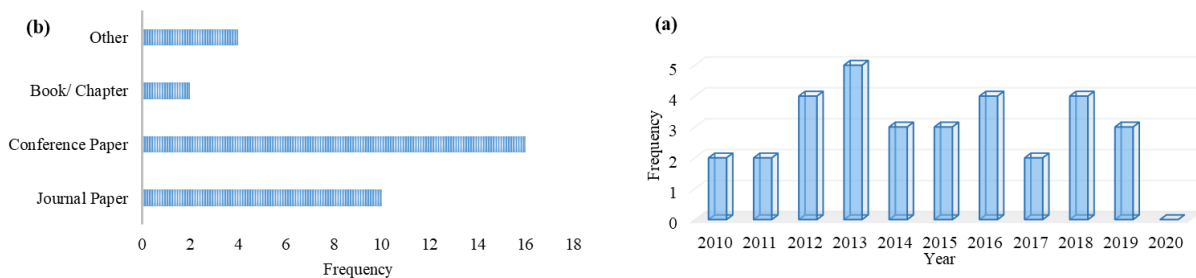 (b)
Other
Book/ Chapter
Conference Paper
Journal Paper
0 2 4 6 8 10 12 14 16 18
Frequency
(a)
5
4
3
2
1
0
Frequency
2010 2011 2012 2013 2014 2015 2016 2017 2018 2019 2020
Year